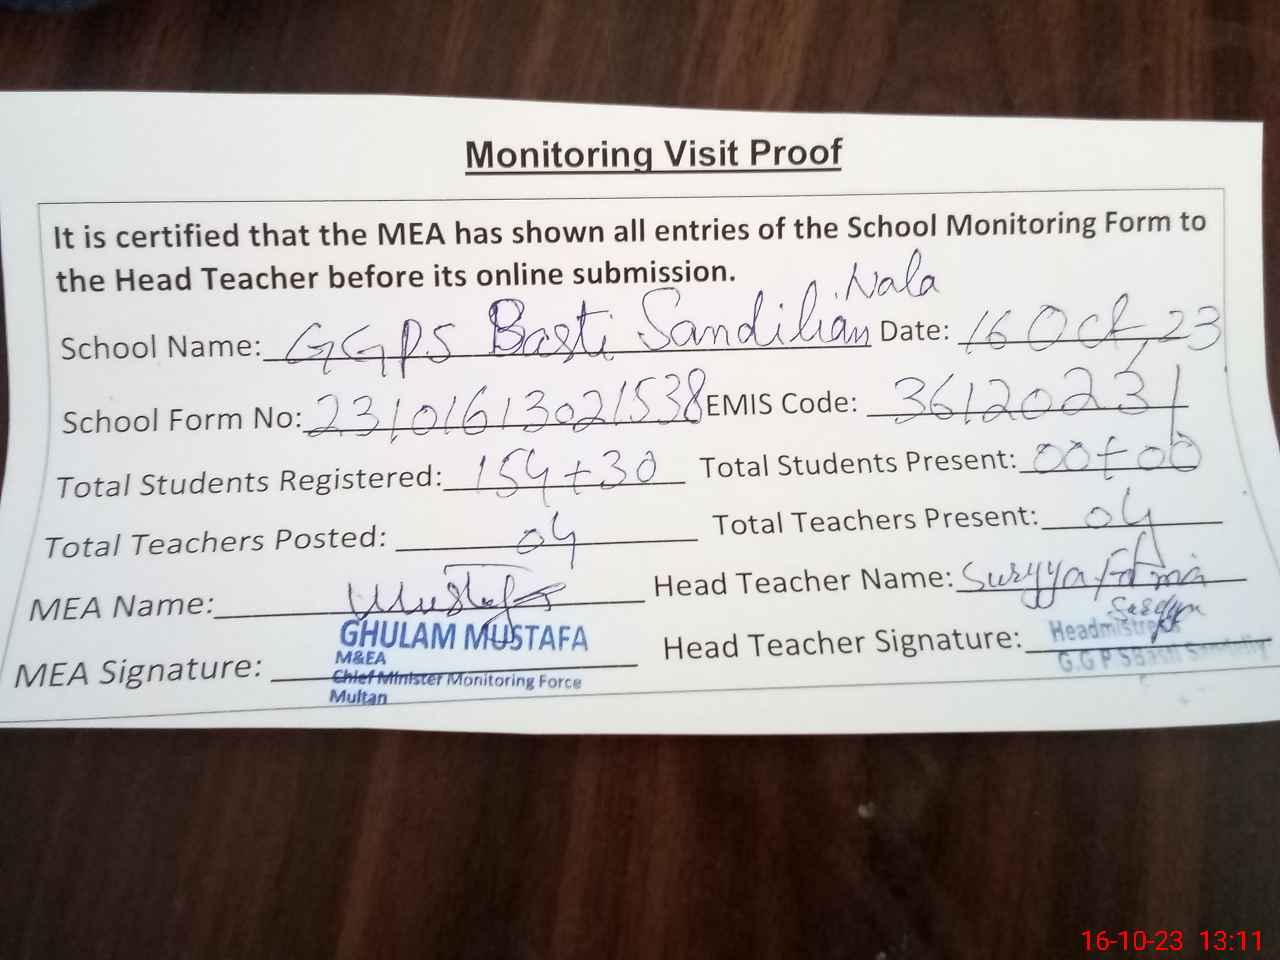 Monitoring Visit Proof
It is certified that the MEA has shown all entries of the School Monitoring Form to
the Head Teacher before its online submission.
School Name: GGPS Basti Sandilian Nala Date: 16 Oct, 23
School Form No: 23101613021538 EMIS Code: 36120231
Total Students Registered: 154+30 Total Students Present: 00+00
Total Teachers Posted: 04 Total Teachers Present: 04
MEA Name: Mustafa Head Teacher Name: Suryya Fatma
GHULAM MUSTAFA
M&EA
MEA Signature: Head Teacher Signature: Headmistress
Chief Minister Monitoring Force
Multan
G.G P S Basti
16-10-23 13:11